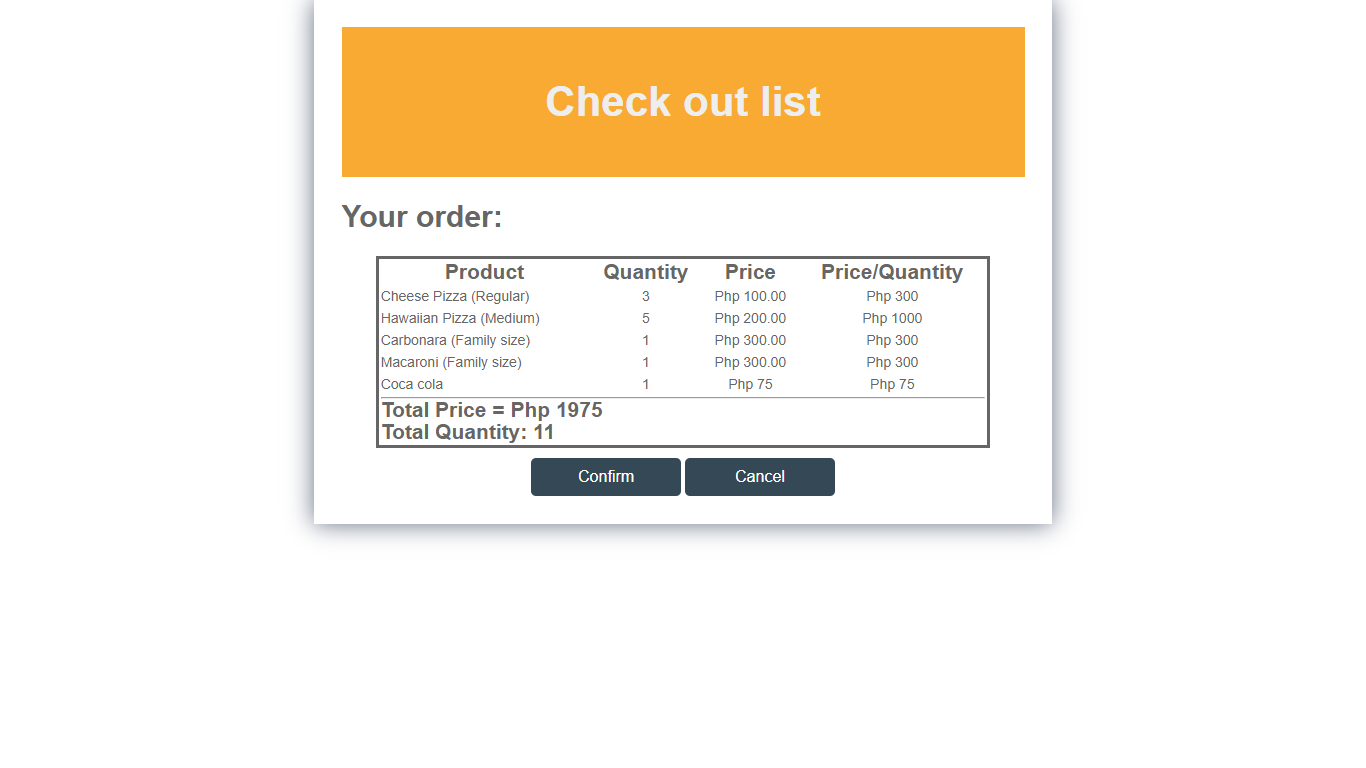 Check out list
Your order:
Product Quantity Price Price/Quantity
Cheese Pizza (Regular) 3 Php 100.00 Php 300
Hawaiian Pizza (Medium) 5 Php 200.00 Php 1000
Carbonara (Family size) 1 Php 300.00 Php 300
Macaroni (Family size) 1 Php 300.00 Php 300
Coca cola 1 Php 75 Php 75
Total Price = Php 1975
Total Quantity: 11
Confirm Cancel